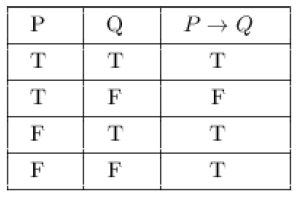 P Q P → Q
T T T
T F F
F T T
F F T